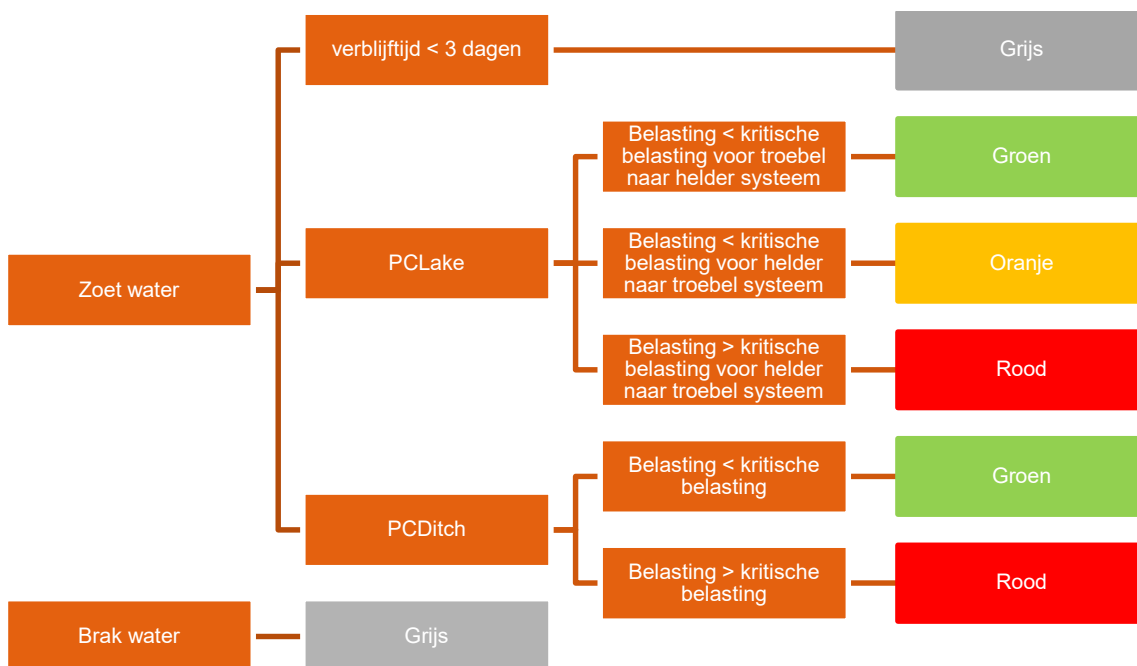 verblijftijd < 3 dagen
Grijs
Belasting < kritische
belasting voor troebel
naar helder systeem
Groen
Zoet water
PCLake
Belasting < kritische
belasting voor helder
naar troebel systeem
Oranje
Belasting > kritische
belasting voor helder
naar troebel systeem
Rood
PCDitch
Belasting < kritische
belasting
Groen
Belasting > kritische
belasting
Rood
Brak water
Grijs